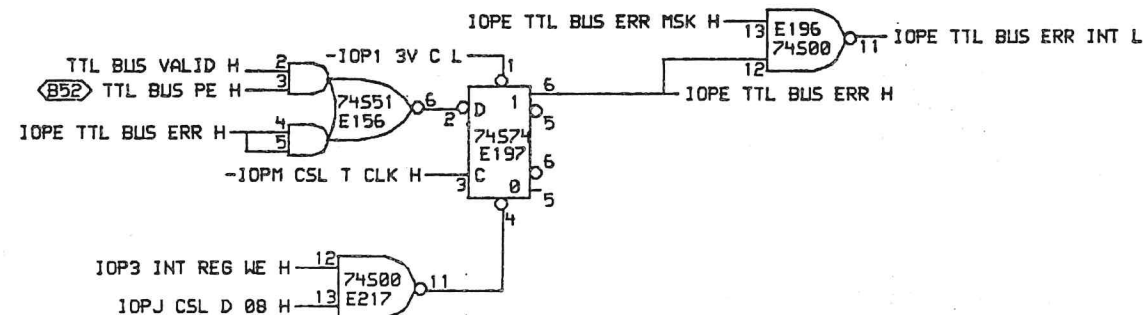 IOPE TTL BUS ERR MSK H
13
E196
74S00
11
IOPE TTL BUS ERR INT L
12
-IOP1 3V C L
1
TTL BUS VALID H
2
B52
TTL BUS PE H
3
74S51
E156
6
2
D
1
6
IOPE TTL BUS ERR H
5
IOPE TTL BUS ERR H
4
5
74S74
E197
6
-IOPM CSL T CLK H
3
C
0
5
4
IOP3 INT REG WE H
12
74S00
E217
11
IOPJ CSL D 08 H
13